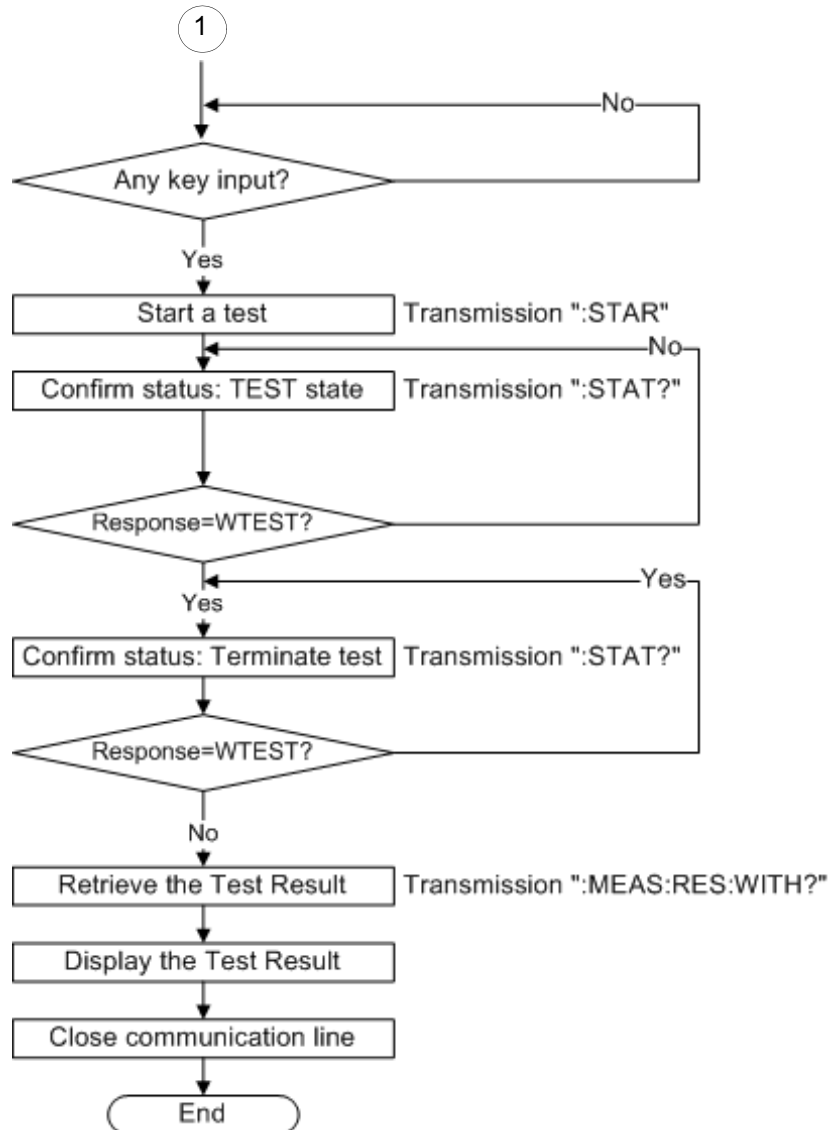 1
No
Any key input?
Yes
Start a test
Transmission ":STAR"
No
Confirm status: TEST state
Transmission ":STAT?"
Response=WTEST?
Yes
Yes
Confirm status: Terminate test
Transmission ":STAT?"
Response=WTEST?
No
Retrieve the Test Result
Transmission ":MEAS:RES:WITH?"
Display the Test Result
Close communication line
End